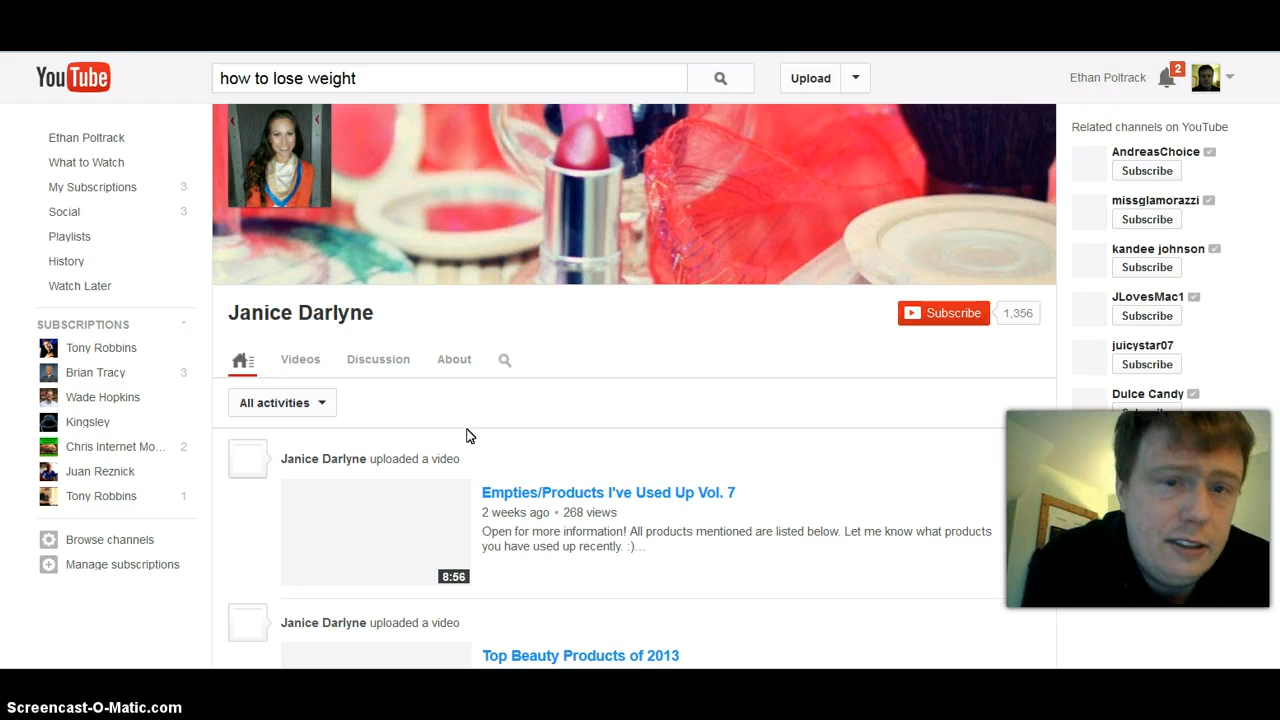 YouTube
how to lose weight
Upload
Ethan Poltrack
2
Ethan Poltrack
What to Watch
My Subscriptions 3
Social 3
Playlists
History
Watch Later
SUBSCRIPTIONS
Tony Robbins
Brian Tracy 3
Wade Hopkins
Kingsley
Chris Internet Mo... 2
Juan Reznick
Tony Robbins 1
Browse channels
Manage subscriptions
Janice Darlyne
Subscribe 1,356
Videos Discussion About
All activities
Janice Darlyne uploaded a video
Empties/Products I've Used Up Vol. 7
2 weeks ago • 268 views
Open for more information! All products mentioned are listed below. Let me know what products
you have used up recently. :)...
8:56
Janice Darlyne uploaded a video
Top Beauty Products of 2013
Related channels on YouTube
AndreasChoice
Subscribe
missglamorazzi
Subscribe
kandee johnson
Subscribe
JLovesMac1
Subscribe
juicystar07
Subscribe
Dulce Candy
Screencast-O-Matic.com